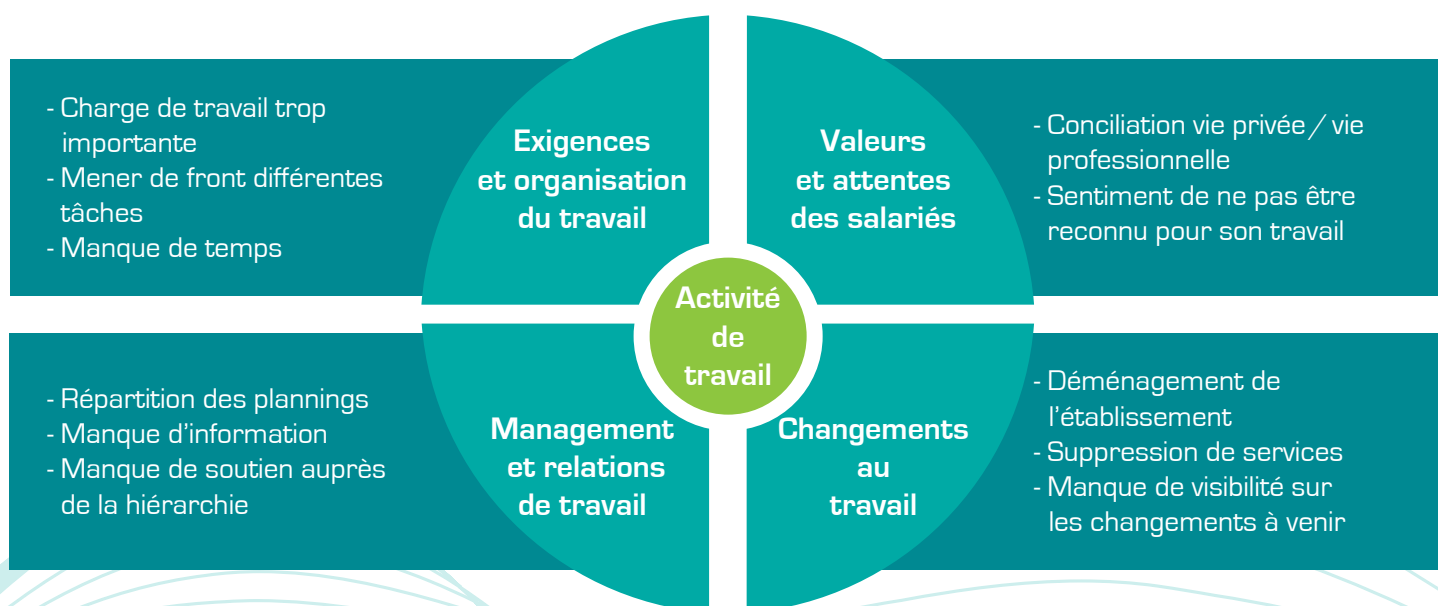 - Charge de travail trop
importante
- Mener de front différentes
tâches
- Manque de temps
Exigences
et organisation
du travail
Valeurs
et attentes
des salariés
- Conciliation vie privée / vie
professionnelle
- Sentiment de ne pas être
reconnu pour son travail
Activité
de
travail
- Répartition des plannings
- Manque d'information
- Manque de soutien auprès
de la hiérarchie
Management
et relations
de travail
Changements
au
travail
- Déménagement de
l'établissement
- Suppression de services
- Manque de visibilité sur
les changements à venir